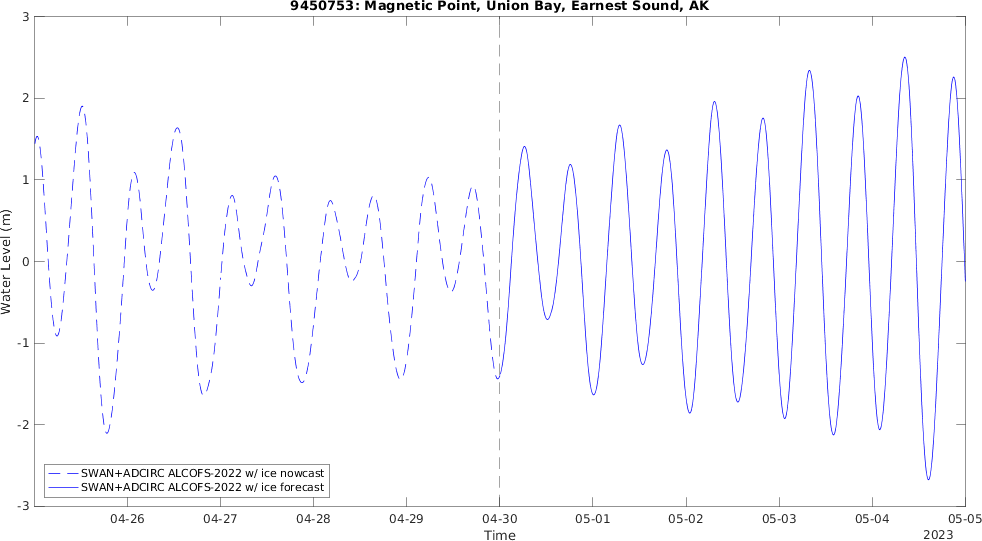 9450753: Magnetic Point, Union Bay, Earnest Sound, AK
3
2
1
0
-1
-2
-3
Water Level (m)
SWAN+ADCIRC ALCOFS-2022 w/ ice nowcast
SWAN+ADCIRC ALCOFS-2022 w/ ice forecast
04-26 04-27 04-28 04-29 04-30 05-01 05-02 05-03 05-04 05-05
Time
2023